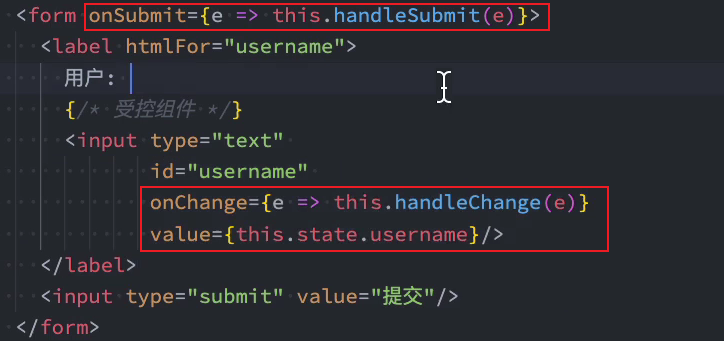 <form onSubmit={e => this.handleSubmit(e)}>
<label htmlFor="username">
用户:
{/* 受控组件 */}
<input type="text"
id="username"
onChange={e => this.handleChange(e)}
value={this.state.username}/>
</label>
<input type="submit" value="提交"/>
</form>